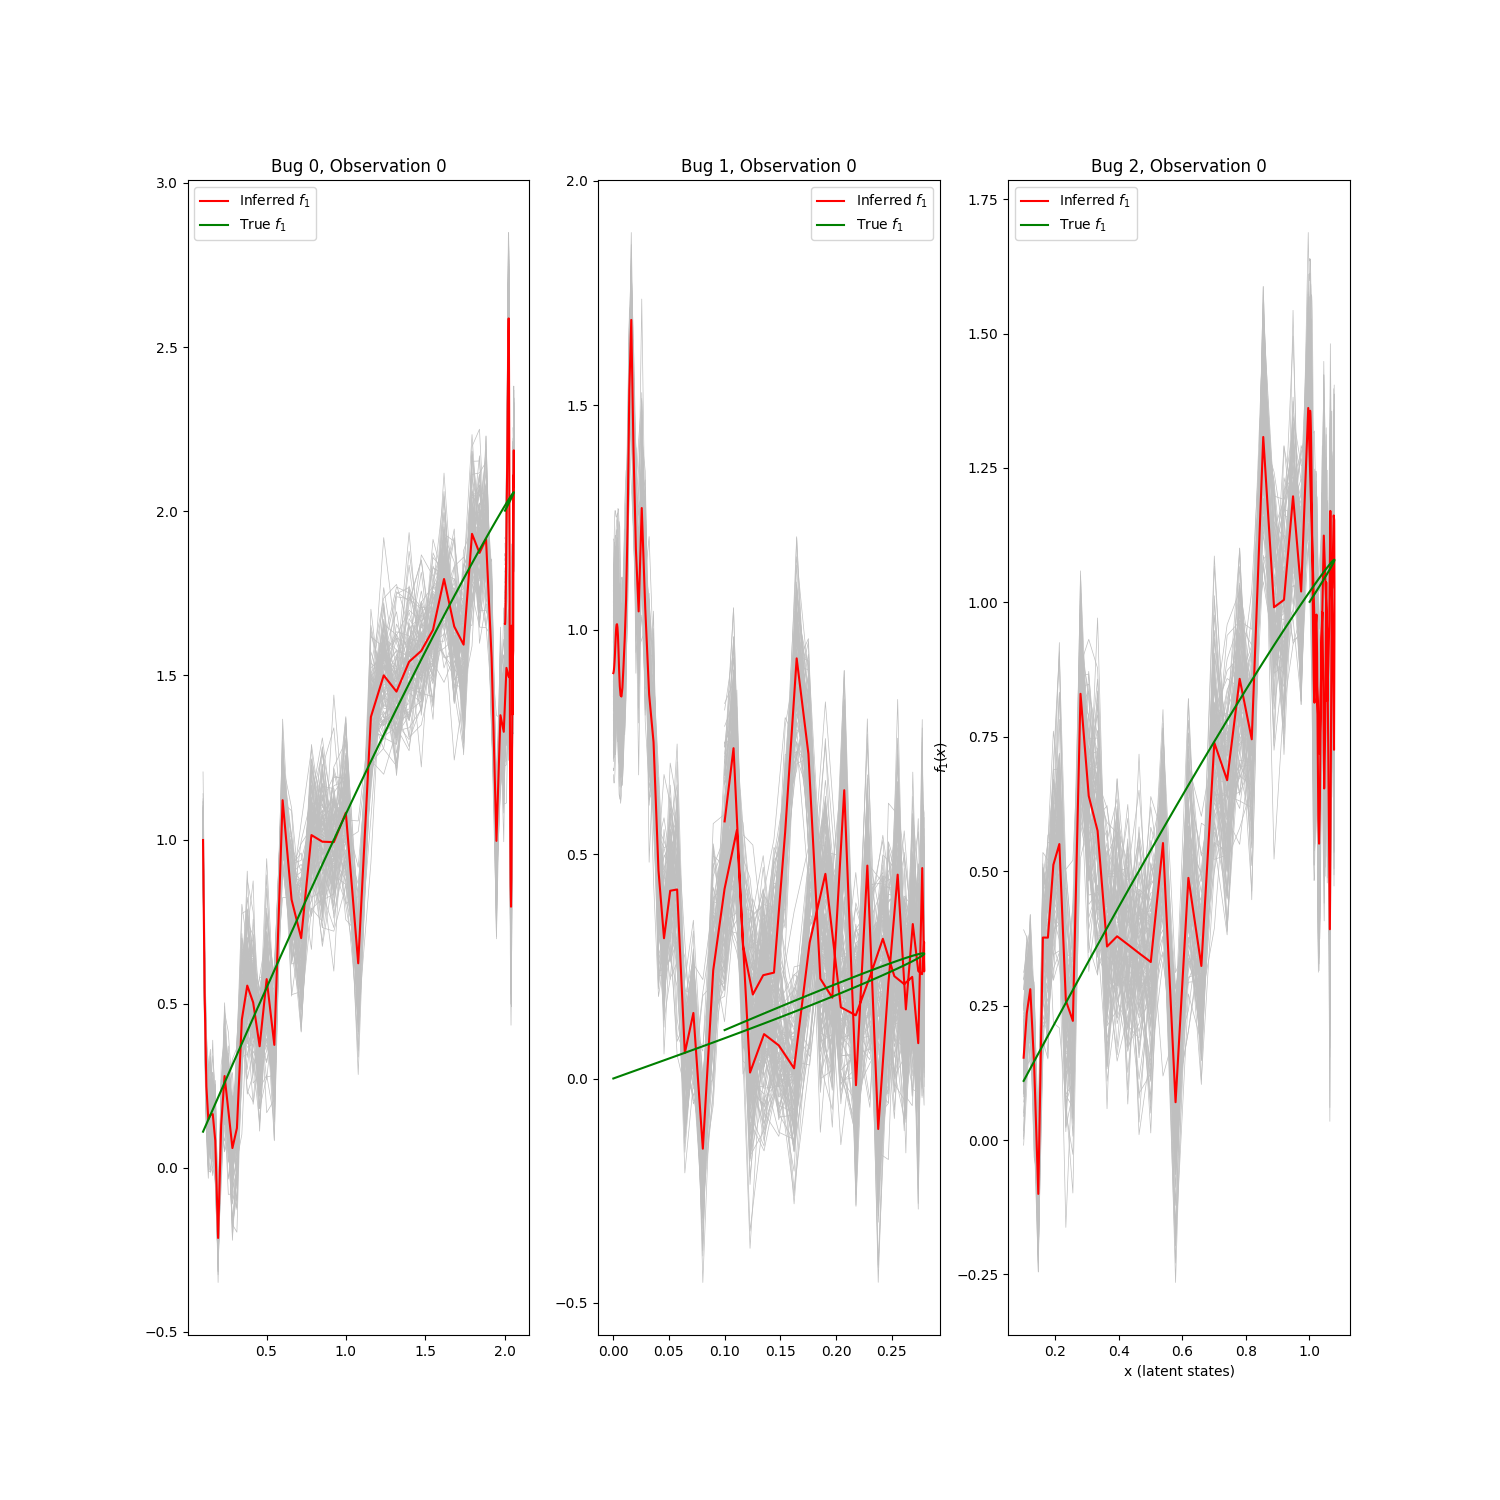 Bug 0, Observation 0
Inferred f₁
True f₁
3.0
2.5
2.0
1.5
1.0
0.5
0.0
−0.5
0.5 1.0 1.5 2.0
Bug 1, Observation 0
Inferred f₁
True f₁
2.0
1.5
1.0
0.5
0.0
−0.5
0.00 0.05 0.10 0.15 0.20 0.25
Bug 2, Observation 0
Inferred f₁
True f₁
f₁(x)
1.75
1.50
1.25
1.00
0.75
0.50
0.25
0.00
−0.25
0.2 0.4 0.6 0.8 1.0
x (latent states)